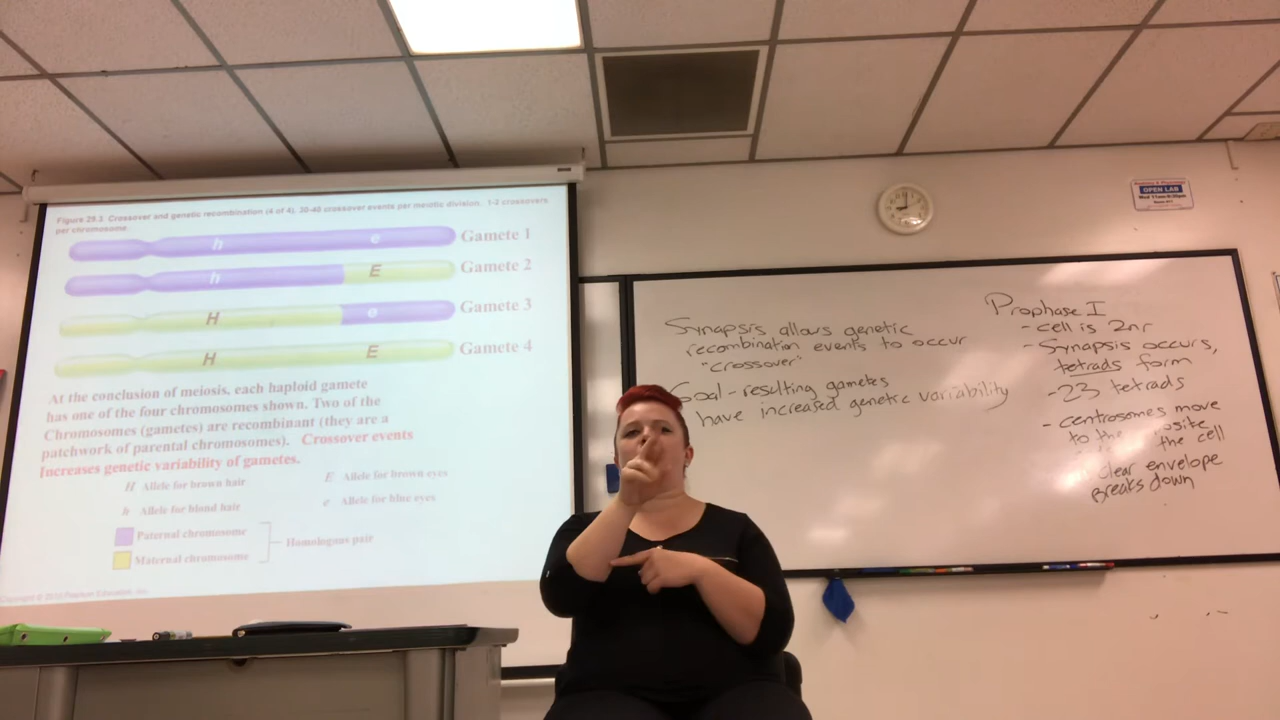 Figure 29.3 Crossover and genetic recombination (4 of 4). 30-40 crossover events per meiotic division. 1-2 crossovers
per chromosome.
h e Gamete 1
h E Gamete 2
H e Gamete 3
H E Gamete 4
At the conclusion of meiosis, each haploid gamete
has one of the four chromosomes shown. Two of the
Chromosomes (gametes) are recombinant (they are a
patchwork of parental chromosomes). Crossover events
Increases genetic variability of gametes.
H Allele for brown hair E Allele for brown eyes
h Allele for blond hair e Allele for blue eyes
Paternal chromosome
Homologous pair
Maternal chromosome
Copyright © Pearson Education, Inc.
Synapsis allows genetic
recombination events to occur
"crossover"
Goal - resulting gametes
have increased genetic variability
Prophase I
- cell is 2n
- Synapsis occurs,
tetrads form
- 23 tetrads
- centrosomes move
to the
the cell
clear envelope
Breaks down
OPEN LAB